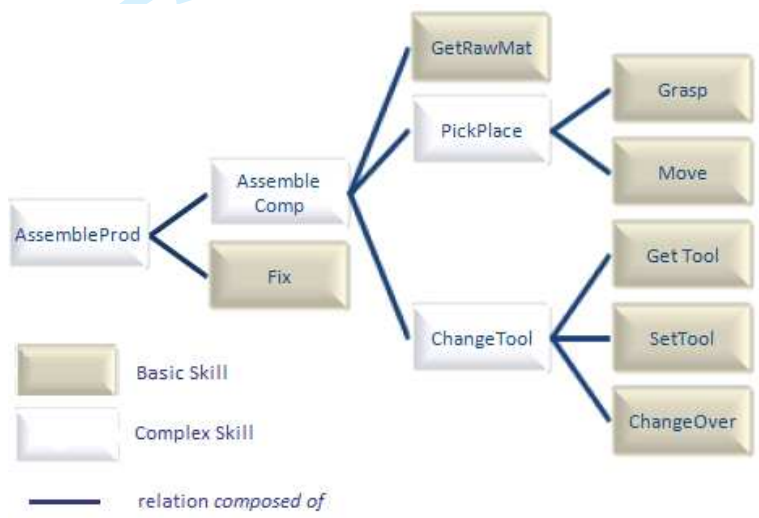 GetRawMat
Grasp
PickPlace
Move
Assemble
Comp
AssembleProd
Get Tool
Fix
ChangeTool
SetTool
Basic Skill
ChangeOver
Complex Skill
relation composed of